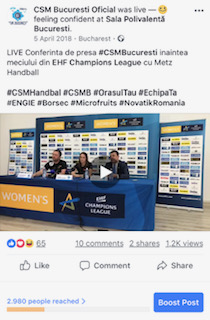 CSM Bucuresti Oficial was live —
feeling confident at Sala Polivalentă
Bucuresti.
5 April 2018 · Bucharest ·
LIVE Conferinta de presa #CSMBucuresti inaintea
meciului din EHF Champions League cu Metz
Handball
#CSMHandbal #CSMB #OrasulTau #EchipaTa
#ENGIE #Borsec #Microfruits #NovatikRomania
WOMEN'S
EHF
CHAMPIONS
LEAGUE
65
10 comments 2 shares 1.2K views
Like Comment Share
2.980 people reached >
Boost Post